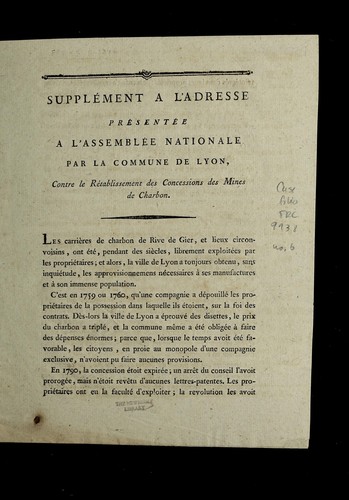 SUPPLÉMENT A L'ADRESSE
PRÉSENTÉE
A L'ASSEMBLÉE NATIONALE
PAR LA COMMUNE DE LYON,
Contre le Rétablissement des Concessions des Mines
de Charbon.
LES carrières de charbon de Rive de Gier, et lieux circon-
voisins, ont été, pendant des siècles, librement exploitées par
les propriétaires; et alors, la ville de Lyon a toujours obtenu, sans
inquiétude, les approvisionnemens nécessaires à ses manufactures
et à son immense population.
C'est en 1759 ou 1760, qu'une compagnie a dépouillé les pro-
priétaires de la possession dans laquelle ils étoient, sur la foi des
contrats. Dès-lors la ville de Lyon a éprouvé des disettes, le prix
du charbon a triplé, et la commune même a été obligée à faire
des dépenses énormes; parce que, lorsque le temps avoit été fa-
vorable, les citoyens, en proie au monopole d'une compagnie
exclusive, n'avoient pu faire aucunes provisions.
En 1790, la concession étoit expirée; un arrêt du conseil l'avoit
prorogée, mais n'étoit revêtu d'aucunes lettres-patentes. Les pro-
priétaires ont eu la faculté d'exploiter; la revolution les avoit
Case
FRC
LIBRARY